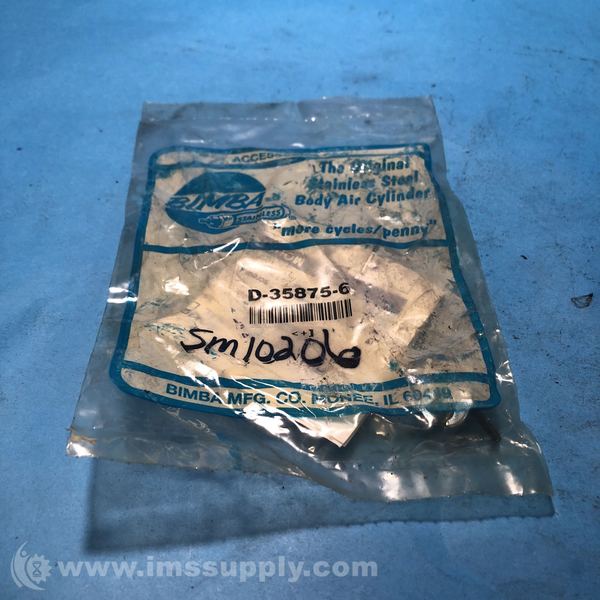 ACCESS
The Original
Stainless Steel
Body Air Cylinder
BIMBA
STAINLESS
"more cycles/penny"
D-35875-6
Sm10206
BIMBA MFG. CO. MONEE, IL 60449
www.imssupply.com